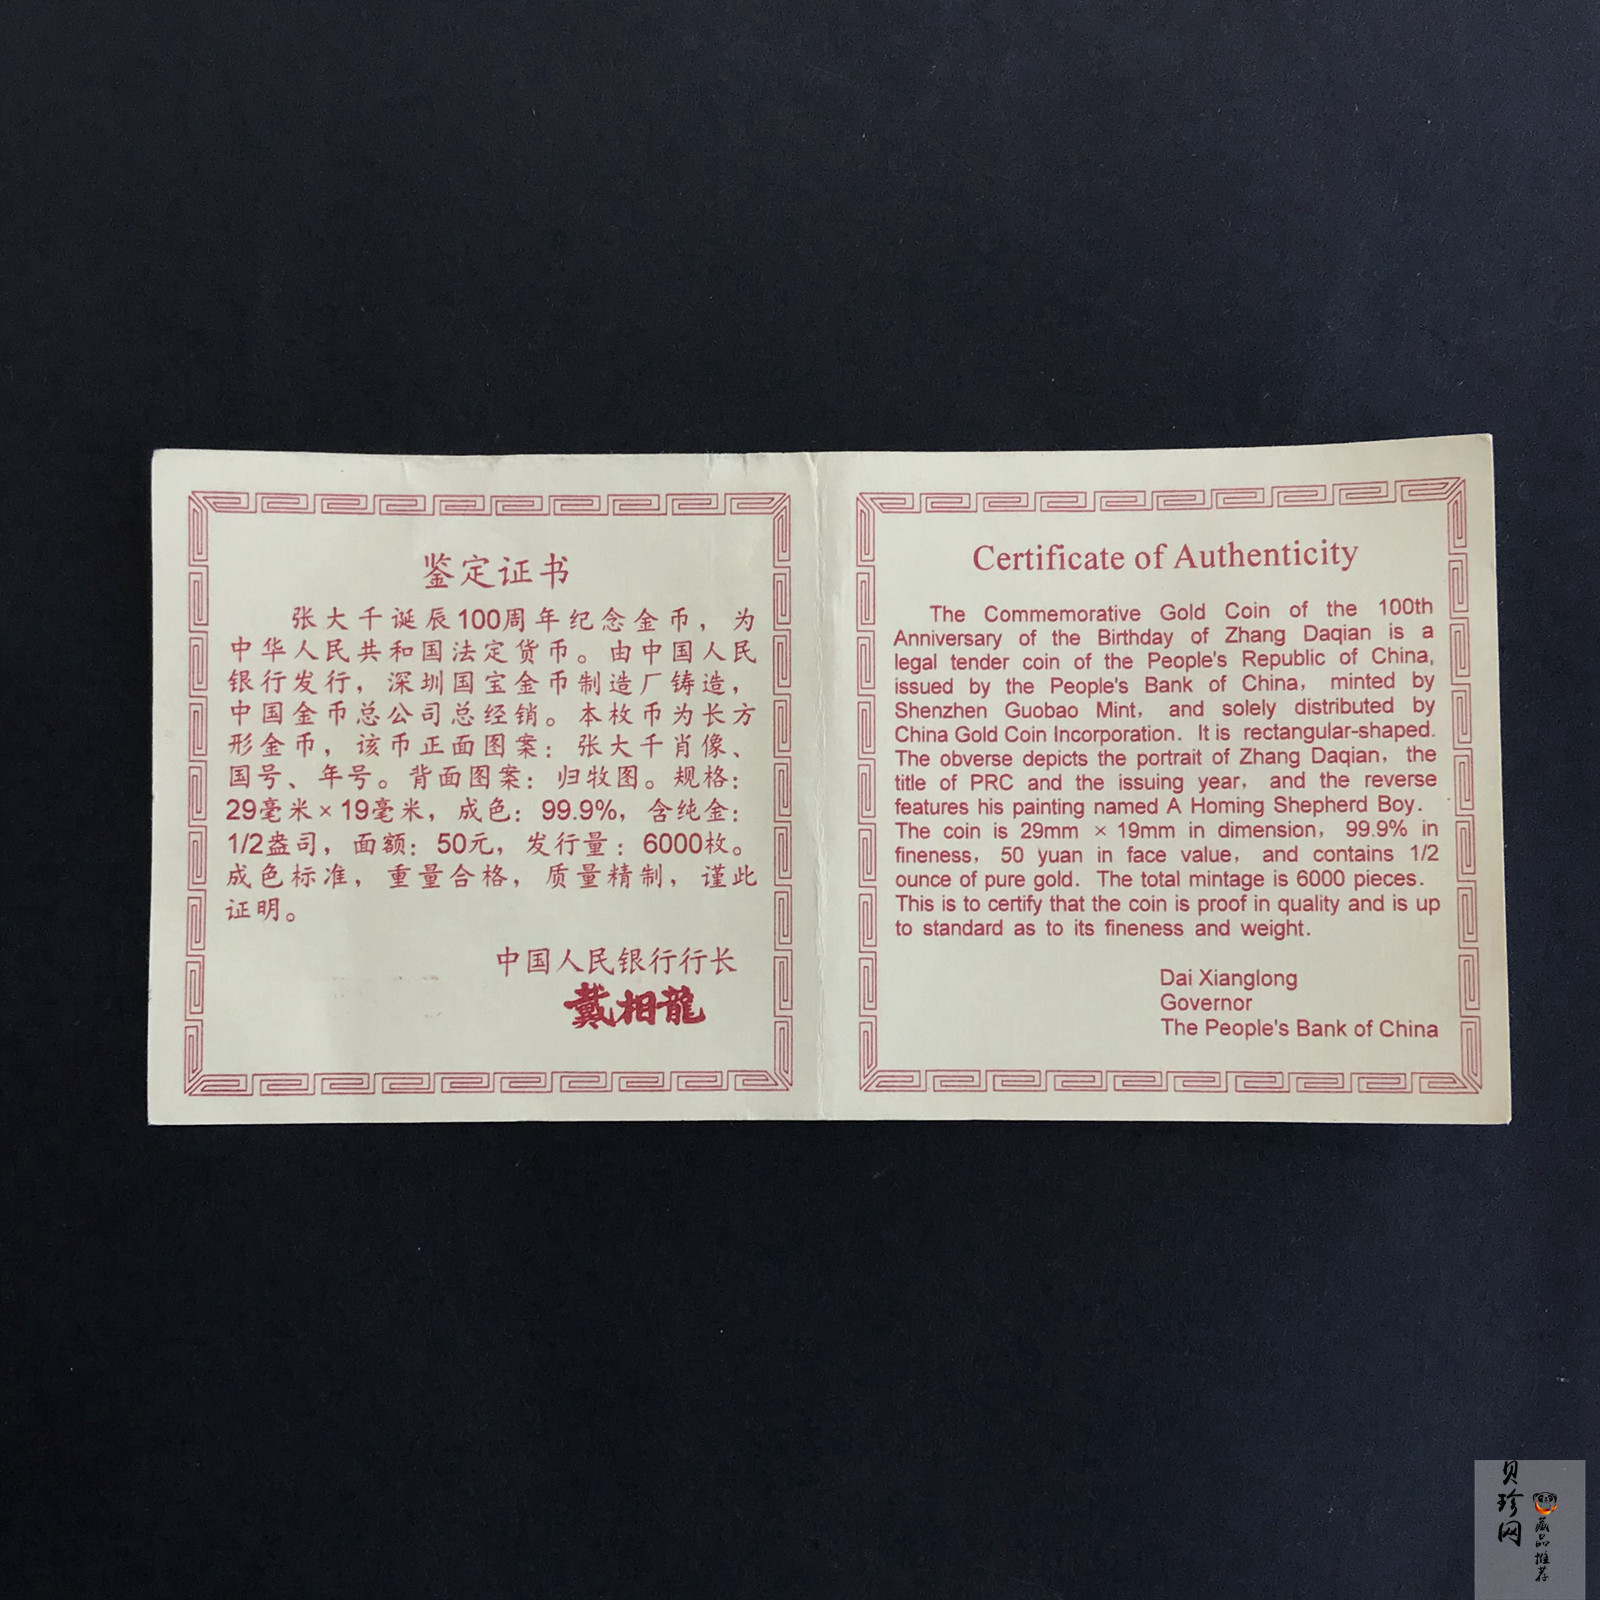 鉴定证书
张大千诞辰100周年纪念金币，为
中华人民共和国法定货币。由中国人民
银行发行，深圳国宝金币制造厂铸造，
中国金币总公司总经销。本枚币为长方
形金币，该币正面图案：张大千肖像、
国号、年号。背面图案：归牧图。规格：
29毫米×19毫米，成色：99.9%，含纯金：
1/2盎司，面额：50元，发行量：6000枚。
成色标准，重量合格，质量精制，谨此
证明。
中国人民银行行长
戴相龍
Certificate of Authenticity
The Commemorative Gold Coin of the 100th
Anniversary of the Birthday of Zhang Daqian is a
legal tender coin of the People's Republic of China,
issued by the People's Bank of China, minted by
Shenzhen Guobao Mint, and solely distributed by
China Gold Coin Incorporation. It is rectangular-shaped.
The obverse depicts the portrait of Zhang Daqian, the
title of PRC and the issuing year, and the reverse
features his painting named A Homing Shepherd Boy.
The coin is 29mm × 19mm in dimension, 99.9% in
fineness, 50 yuan in face value, and contains 1/2
ounce of pure gold. The total mintage is 6000 pieces.
This is to certify that the coin is proof in quality and is up
to standard as to its fineness and weight.
Dai Xianglong
Governor
The People's Bank of China
贝珍网
藏品推荐